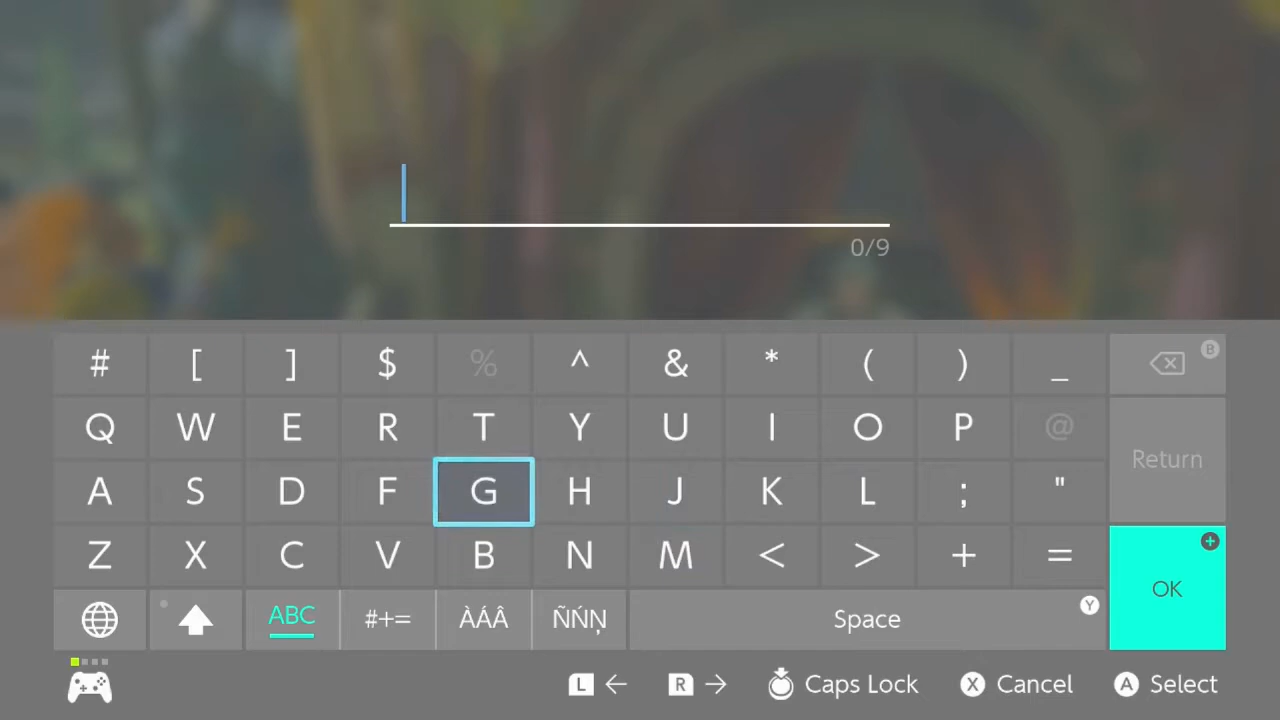 0/9
# [ ] $ % ^ & * ( ) _ B
Q W E R T Y U I O P @ Return
A S D F G H J K L ; "
Z X C V B N M < > + = OK +
ABC #+= ÀÁÂ ÑŃŅ Space Y
L ← R → Caps Lock X Cancel A Select